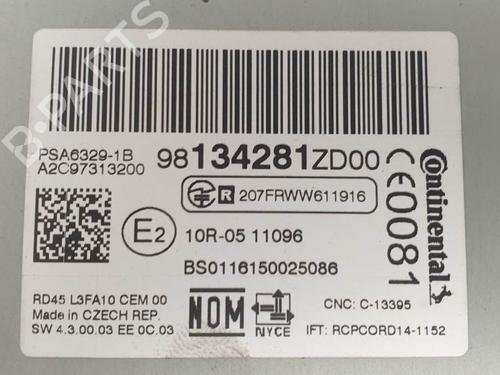 PSA6329-1B
A2C97313200
98134281ZD00
R 207FRWW611916
E2
10R-05 11096
BS0116150025086
RD45 L3FA10 CEM 00
Made in CZECH REP.
SW 4.3.00.03 EE 0C.03
NOM
NYCE
CNC: C-13395
IFT: RCPCORD14-1152
CE0081
Continental
B-PARTS